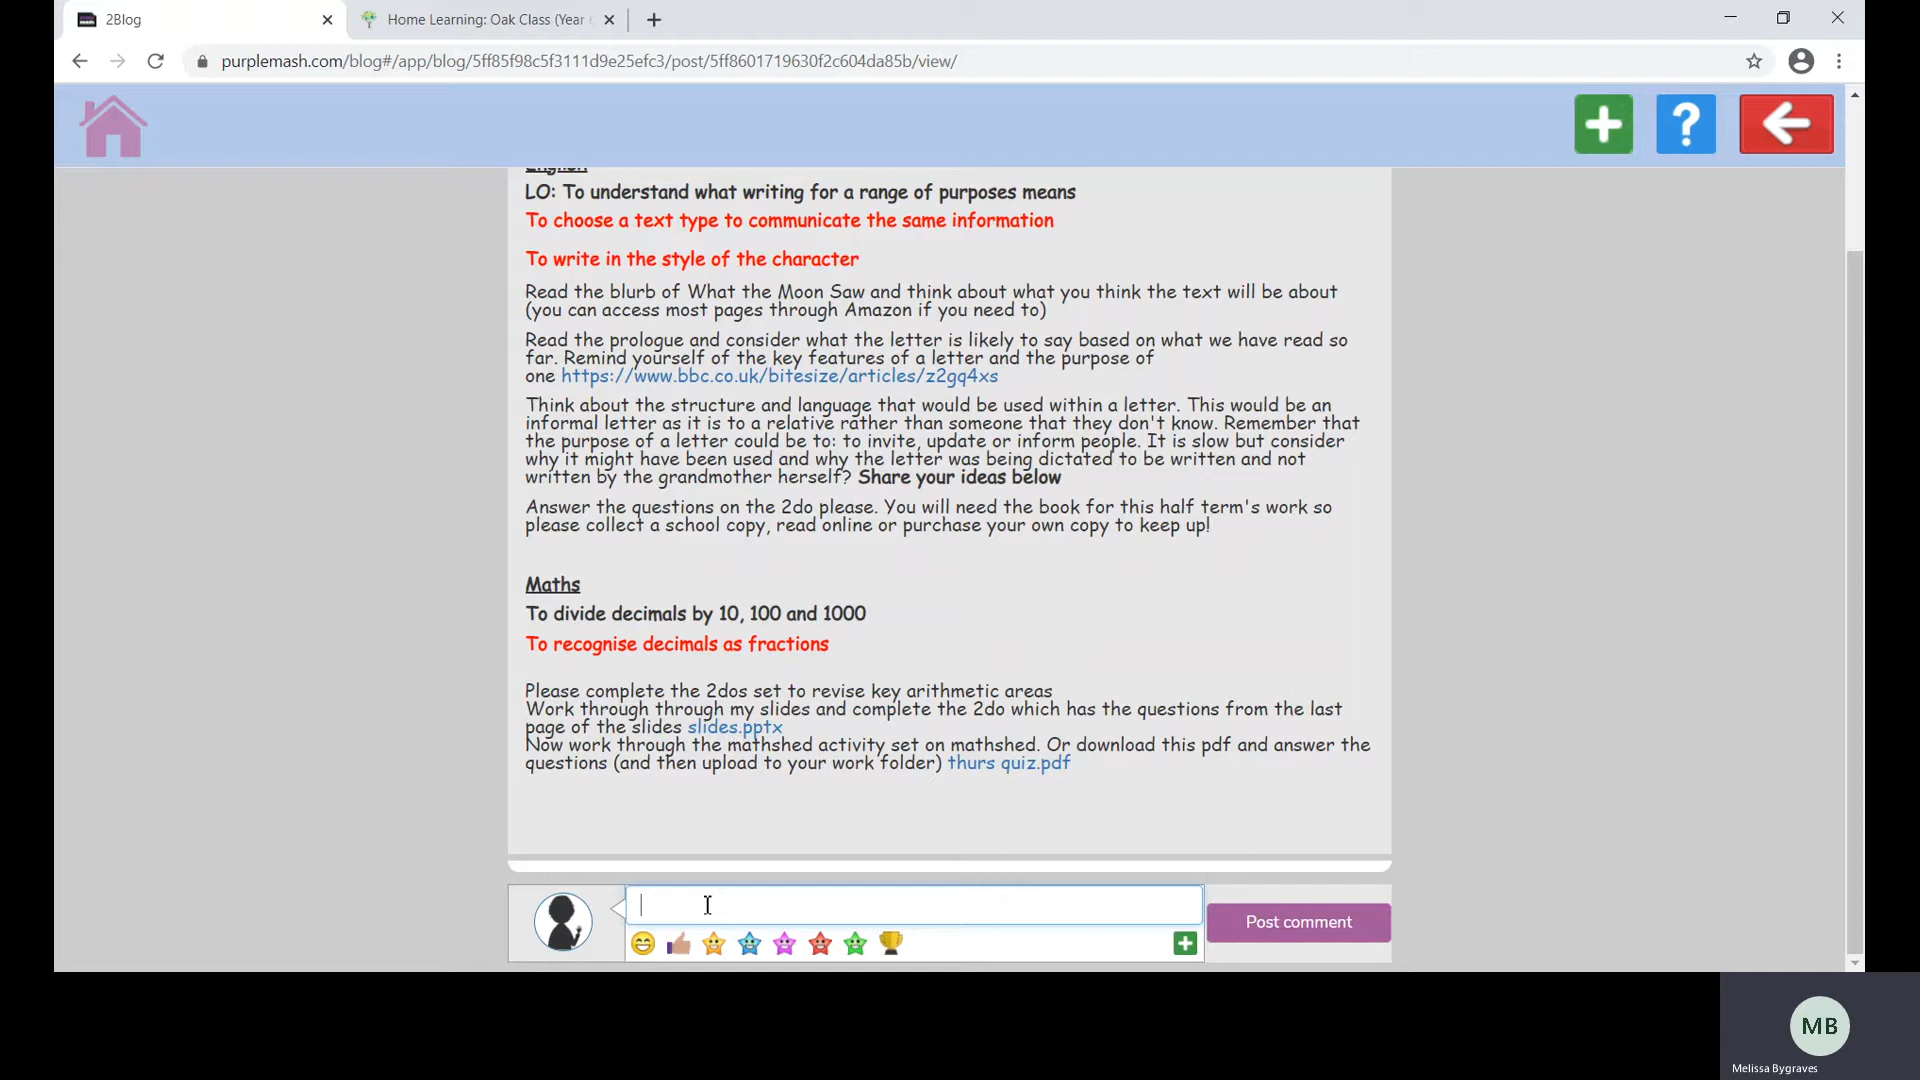 2Blog
Home Learning: Oak Class (Year
purplemash.com/blog#/app/blog/5ff85f98c5f3111d9e25efc3/post/5ff8601719630f2c604da85b/view/
English
LO: To understand what writing for a range of purposes means
To choose a text type to communicate the same information
To write in the style of the character
Read the blurb of What the Moon Saw and think about what you think the text will be about
(you can access most pages through Amazon if you need to)
Read the prologue and consider what the letter is likely to say based on what we have read so
far. Remind yourself of the key features of a letter and the purpose of
one https://www.bbc.co.uk/bitesize/articles/z2gq4xs
Think about the structure and language that would be used within a letter. This would be an
informal letter as it is to a relative rather than someone that they don't know. Remember that
the purpose of a letter could be to: to invite, update or inform people. It is slow but consider
why it might have been used and why the letter was being dictated to be written and not
written by the grandmother herself? Share your ideas below
Answer the questions on the 2do please. You will need the book for this half term's work so
please collect a school copy, read online or purchase your own copy to keep up!
Maths
To divide decimals by 10, 100 and 1000
To recognise decimals as fractions
Please complete the 2dos set to revise key arithmetic areas
Work through through my slides and complete the 2do which has the questions from the last
page of the slides slides.pptx
Now work through the mathshed activity set on mathshed. Or download this pdf and answer the
questions (and then upload to your work folder) thurs quiz.pdf
Post comment
MB
Melissa Bygraves